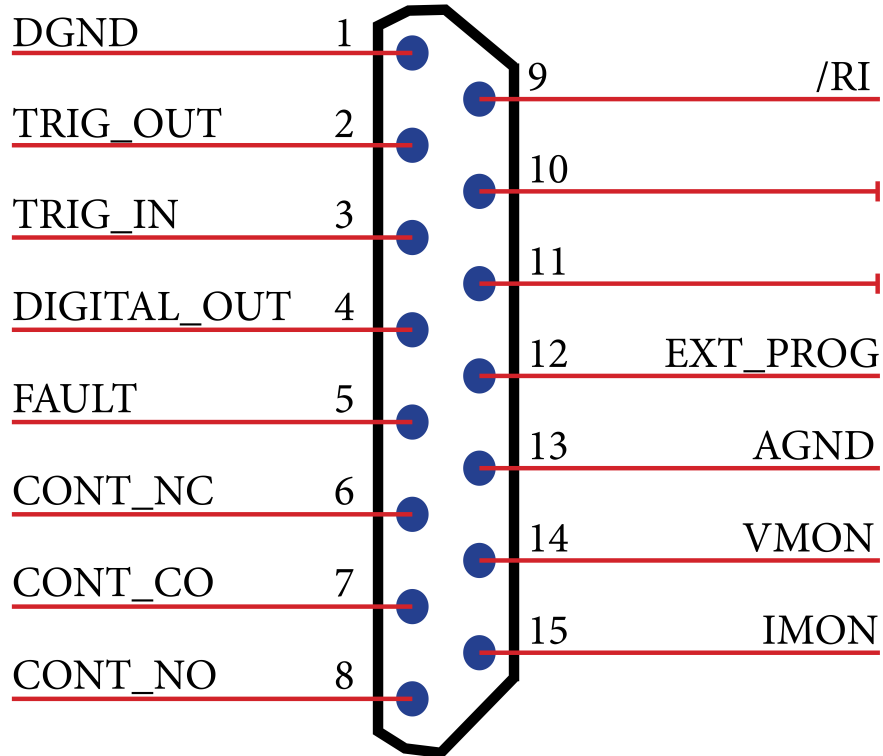 DGND 1
TRIG_OUT 2
TRIG_IN 3
DIGITAL_OUT 4
FAULT 5
CONT_NC 6
CONT_CO 7
CONT_NO 8
9 /RI
10
11
12 EXT_PROG
13 AGND
14 VMON
15 IMON